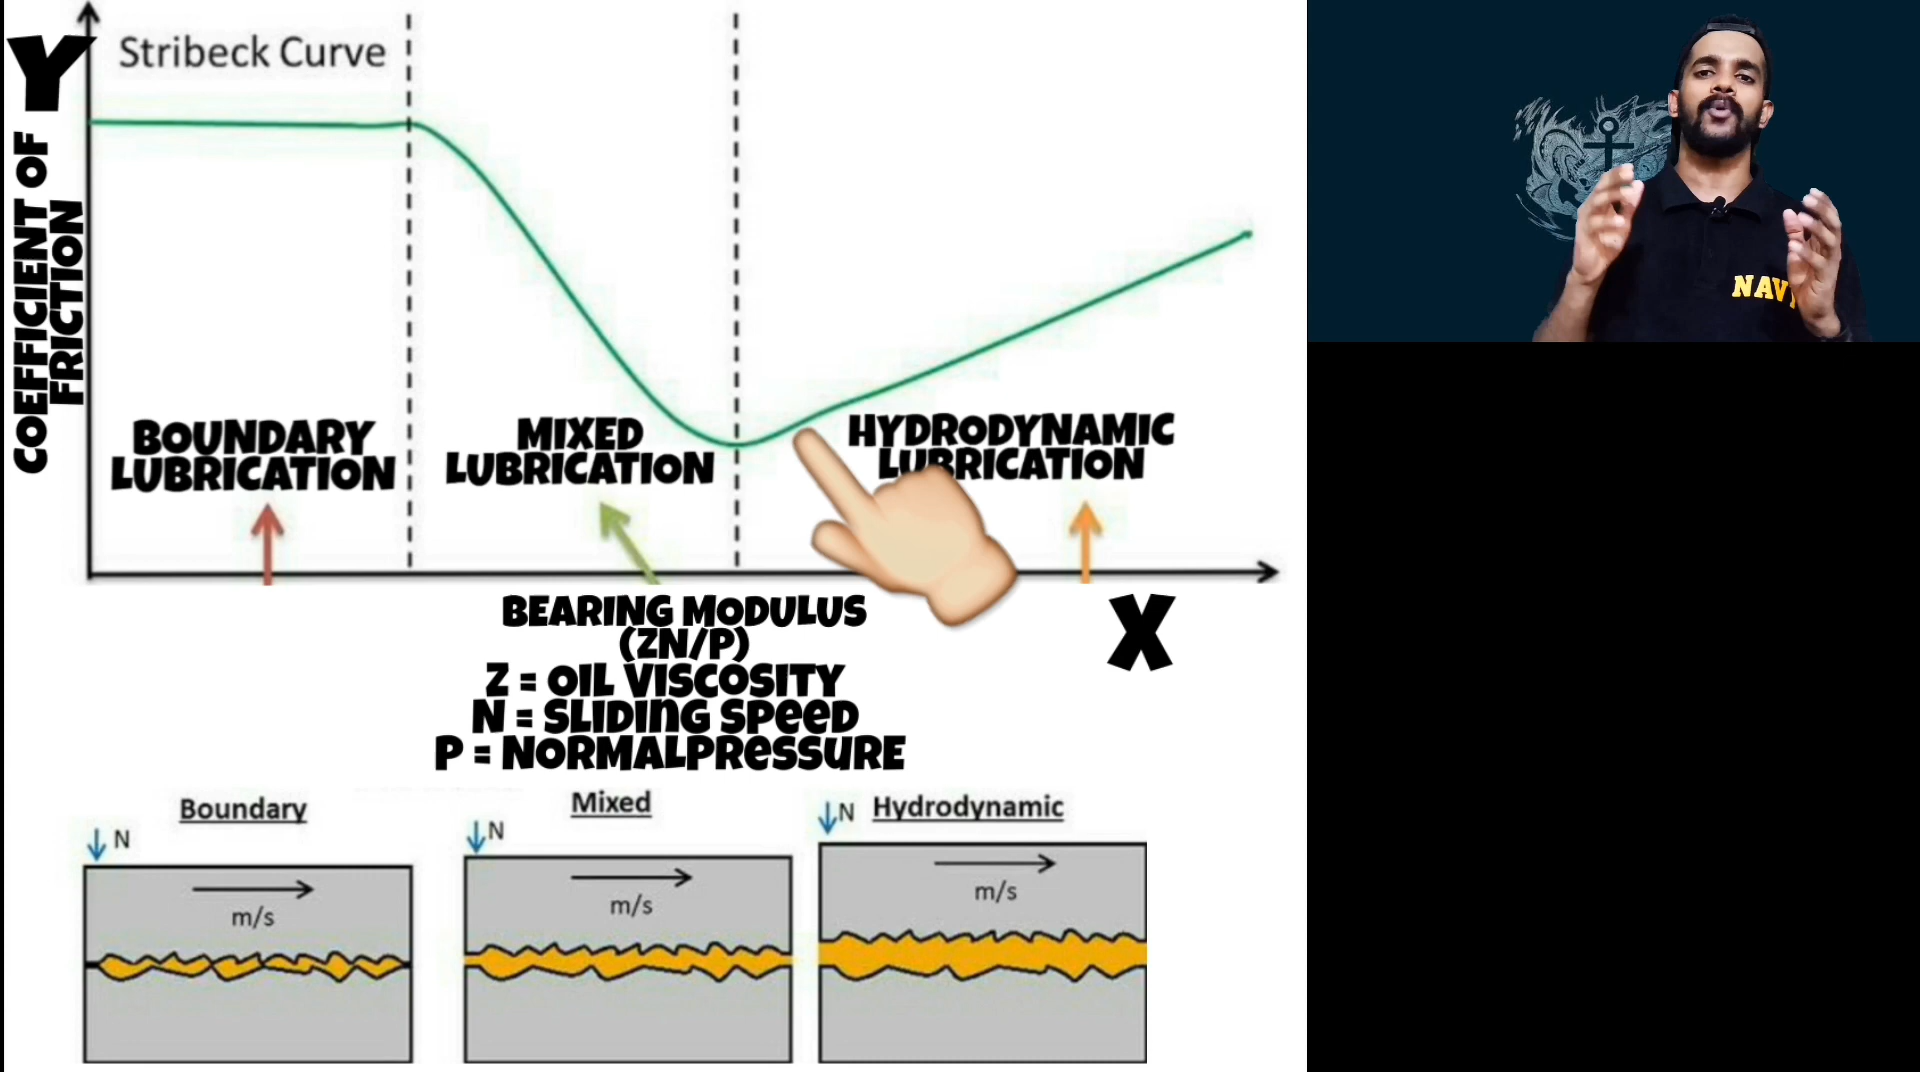 Y
Stribeck Curve
COEFFICIENT OF
FRICTION
BOUNDARY
LUBRICATION
MIXED
LUBRICATION
HYDRODYNAMIC
LUBRICATION
X
BEARING MODULUS
(ZN/P)
Z = OIL VISCOSITY
N = SLIDING SPEED
P = NORMALPRESSURE
Boundary
N
m/s
Mixed
N
m/s
Hydrodynamic
N
m/s